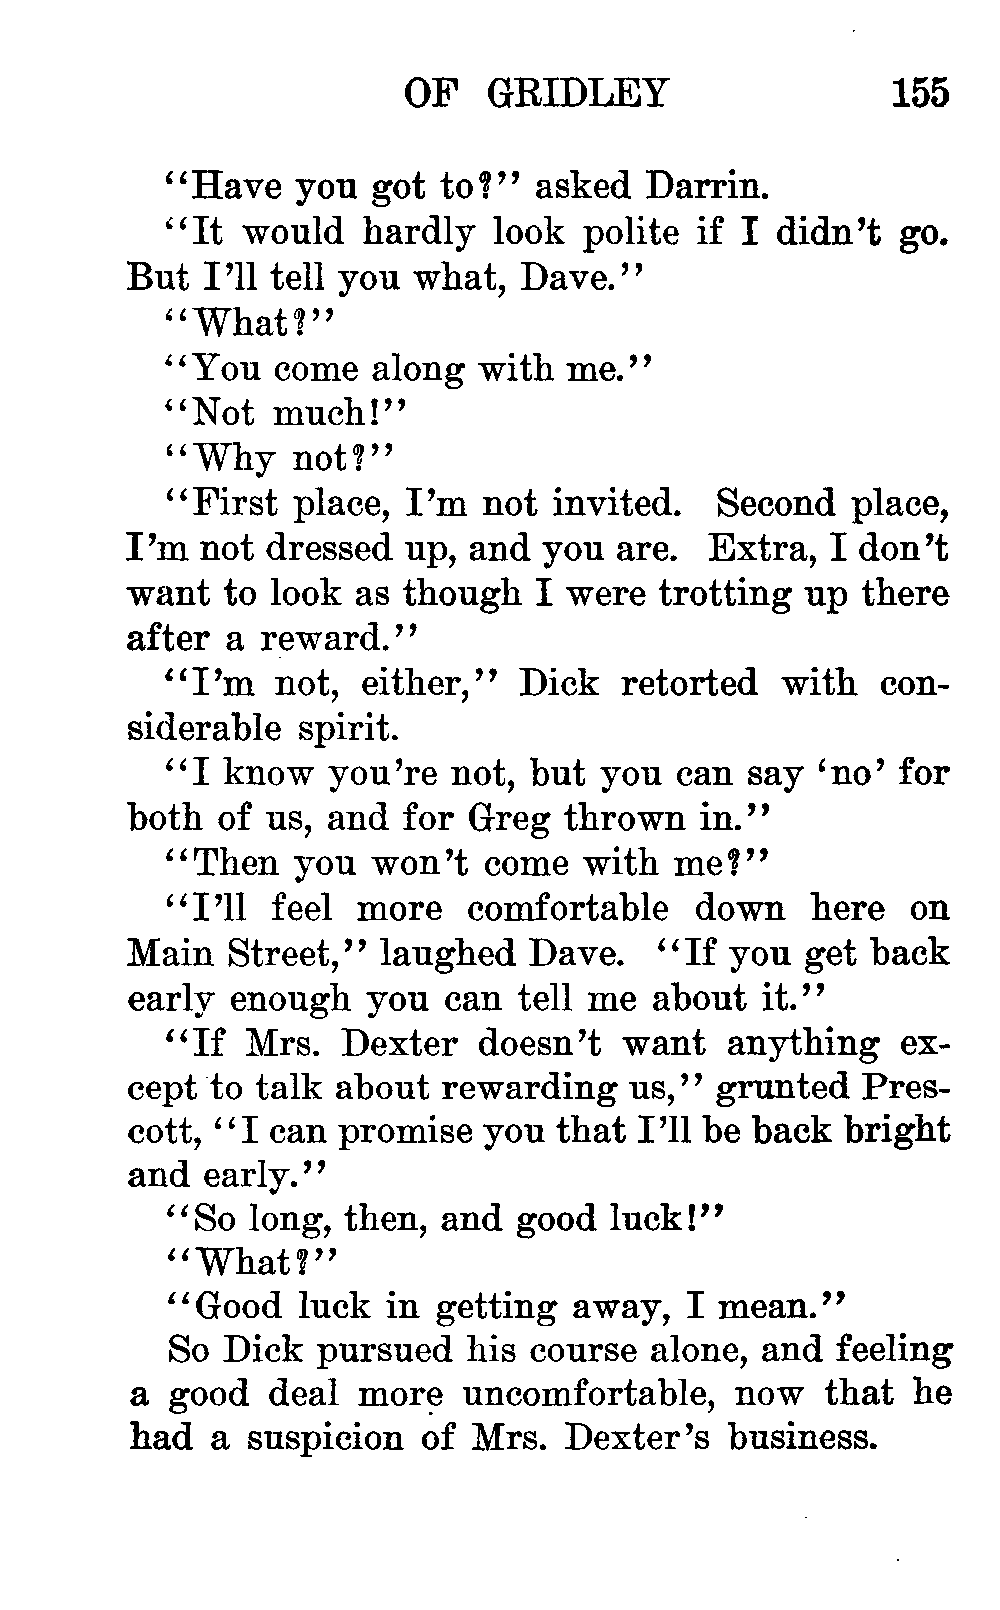 OF GRIDLEY 155
“Have you got to?” asked Darrin.
“It would hardly look polite if I didn’t go.
But I’ll tell you what, Dave.”
“What?”
“You come along with me.”
“Not much!”
“Why not?”
“First place, I’m not invited. Second place,
I’m not dressed up, and you are. Extra, I don’t
want to look as though I were trotting up there
after a reward.”
“I’m not, either,” Dick retorted with con-
siderable spirit.
“I know you’re not, but you can say ‘no’ for
both of us, and for Greg thrown in.”
“Then you won’t come with me?”
“I’ll feel more comfortable down here on
Main Street,” laughed Dave. “If you get back
early enough you can tell me about it.”
“If Mrs. Dexter doesn’t want anything ex-
cept to talk about rewarding us,” grunted Pres-
cott, “I can promise you that I’ll be back bright
and early.”
“So long, then, and good luck!”
“What?”
“Good luck in getting away, I mean.”
So Dick pursued his course alone, and feeling
a good deal more uncomfortable, now that he
had a suspicion of Mrs. Dexter’s business.